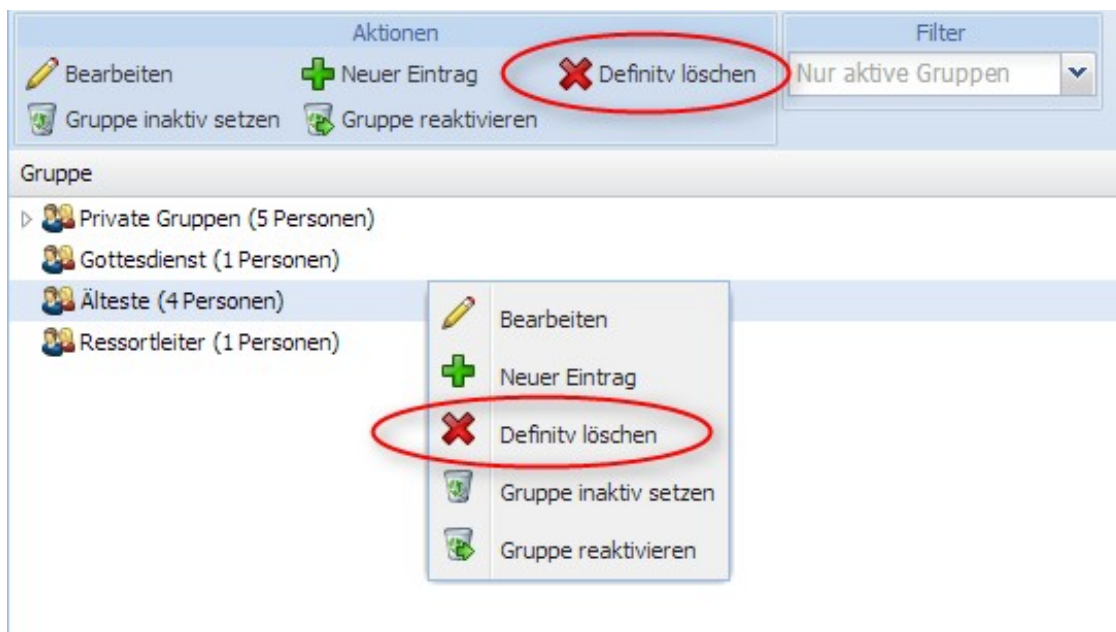 Aktionen Filter
Bearbeiten Neuer Eintrag Definitv löschen Nur aktive Gruppen
Gruppe inaktiv setzen Gruppe reaktivieren
Gruppe
Private Gruppen (5 Personen)
Gottesdienst (1 Personen)
Älteste (4 Personen)
Ressortleiter (1 Personen)
Bearbeiten
Neuer Eintrag
Definitv löschen
Gruppe inaktiv setzen
Gruppe reaktivieren